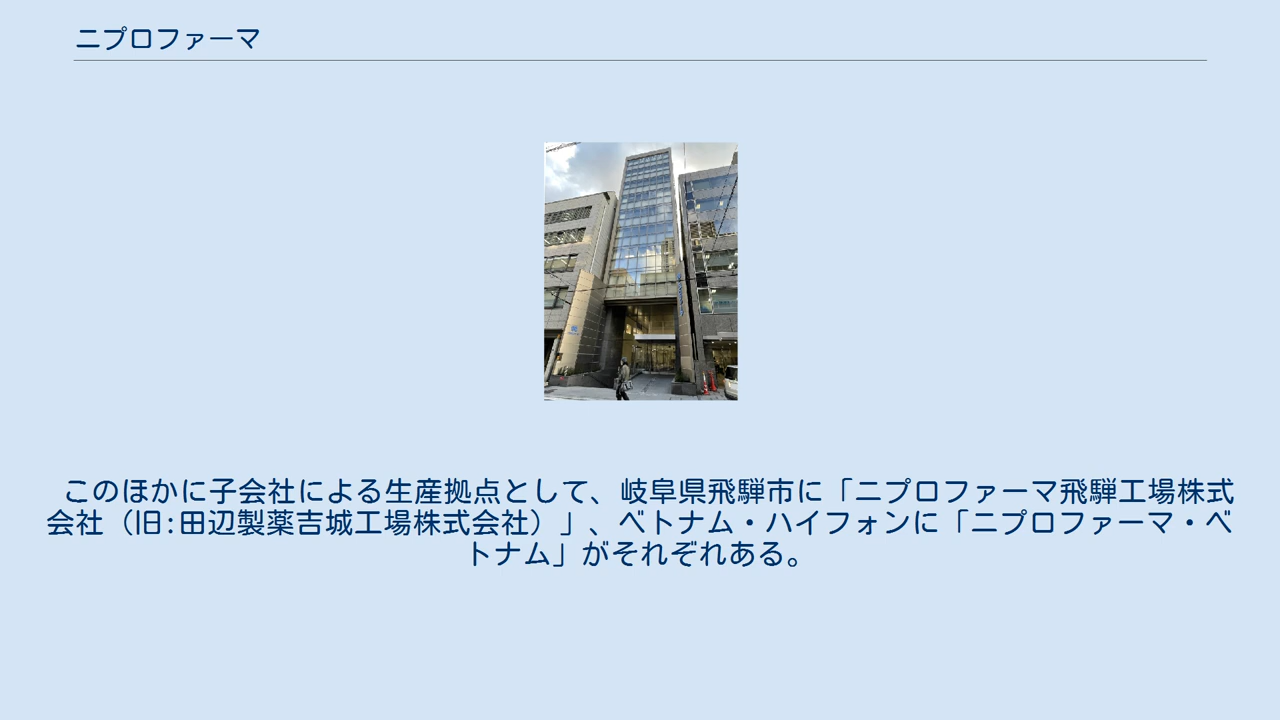 ニプロファーマ
このほかに子会社による生産拠点として、岐阜県飛騨市に「ニプロファーマ飛騨工場株式
会社（旧:田辺製薬吉城工場株式会社）」、ベトナム・ハイフォンに「ニプロファーマ・ベ
トナム」がそれぞれある。